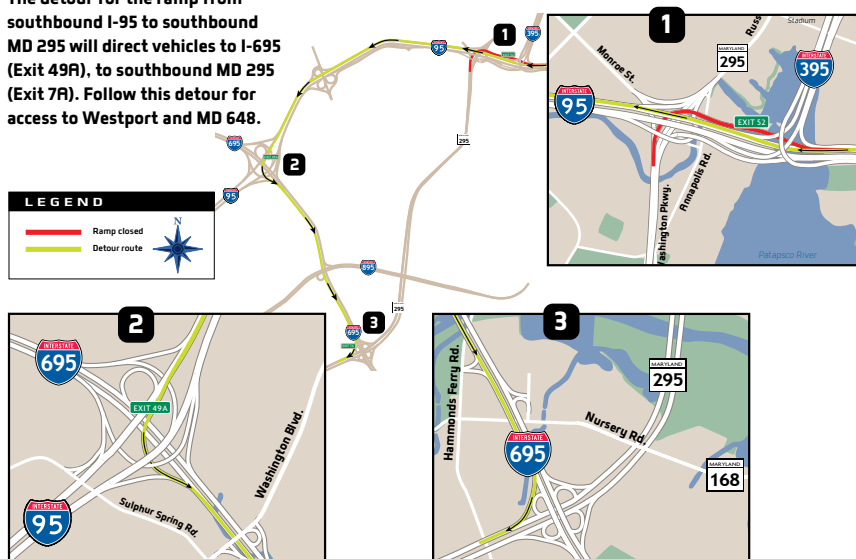 The detour for the ramp from
southbound I-95 to southbound
MD 295 will direct vehicles to I-695
(Exit 49A), to southbound MD 295
(Exit 7A). Follow this detour for
access to Westport and MD 648.
LEGEND
Ramp closed
Detour route
N
1
95
395
295
695
2
95
895
295
3
695
1
Stadium
Monroe St.
MARYLAND
295
INTERSTATE
395
INTERSTATE
95
EXIT 52
Annapolis Rd.
Washington Pkwy.
Patapsco River
2
INTERSTATE
695
EXIT 49A
Washington Blvd.
Sulphur Spring Rd.
INTERSTATE
95
3
Hammonds Ferry Rd.
MARYLAND
295
Nursery Rd.
INTERSTATE
695
MARYLAND
168